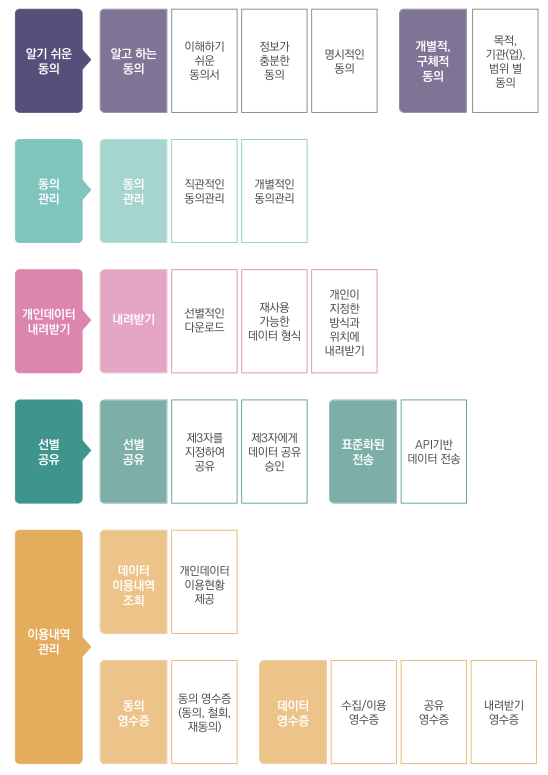 알기 쉬운
동의
알고 하는
동의
이해하기
쉬운
동의서
정보가
충분한
동의
명시적인
동의
개별적,
구체적
동의
목적,
기관(업),
범위 별
동의
동의
관리
동의
관리
직관적인
동의관리
개별적인
동의관리
개인데이터
내려받기
내려받기
선별적인
다운로드
재사용
가능한
데이터 형식
개인이
지정한
방식과
위치에
내려받기
선별
공유
선별
공유
제3자를
지정하여
공유
제3자에게
데이터 공유
승인
표준화된
전송
API기반
데이터 전송
이용내역
관리
데이터
이용내역
조회
개인데이터
이용현황
제공
동의
영수증
동의 영수증
(동의, 철회,
재동의)
데이터
영수증
수집/이용
영수증
공유
영수증
내려받기
영수증